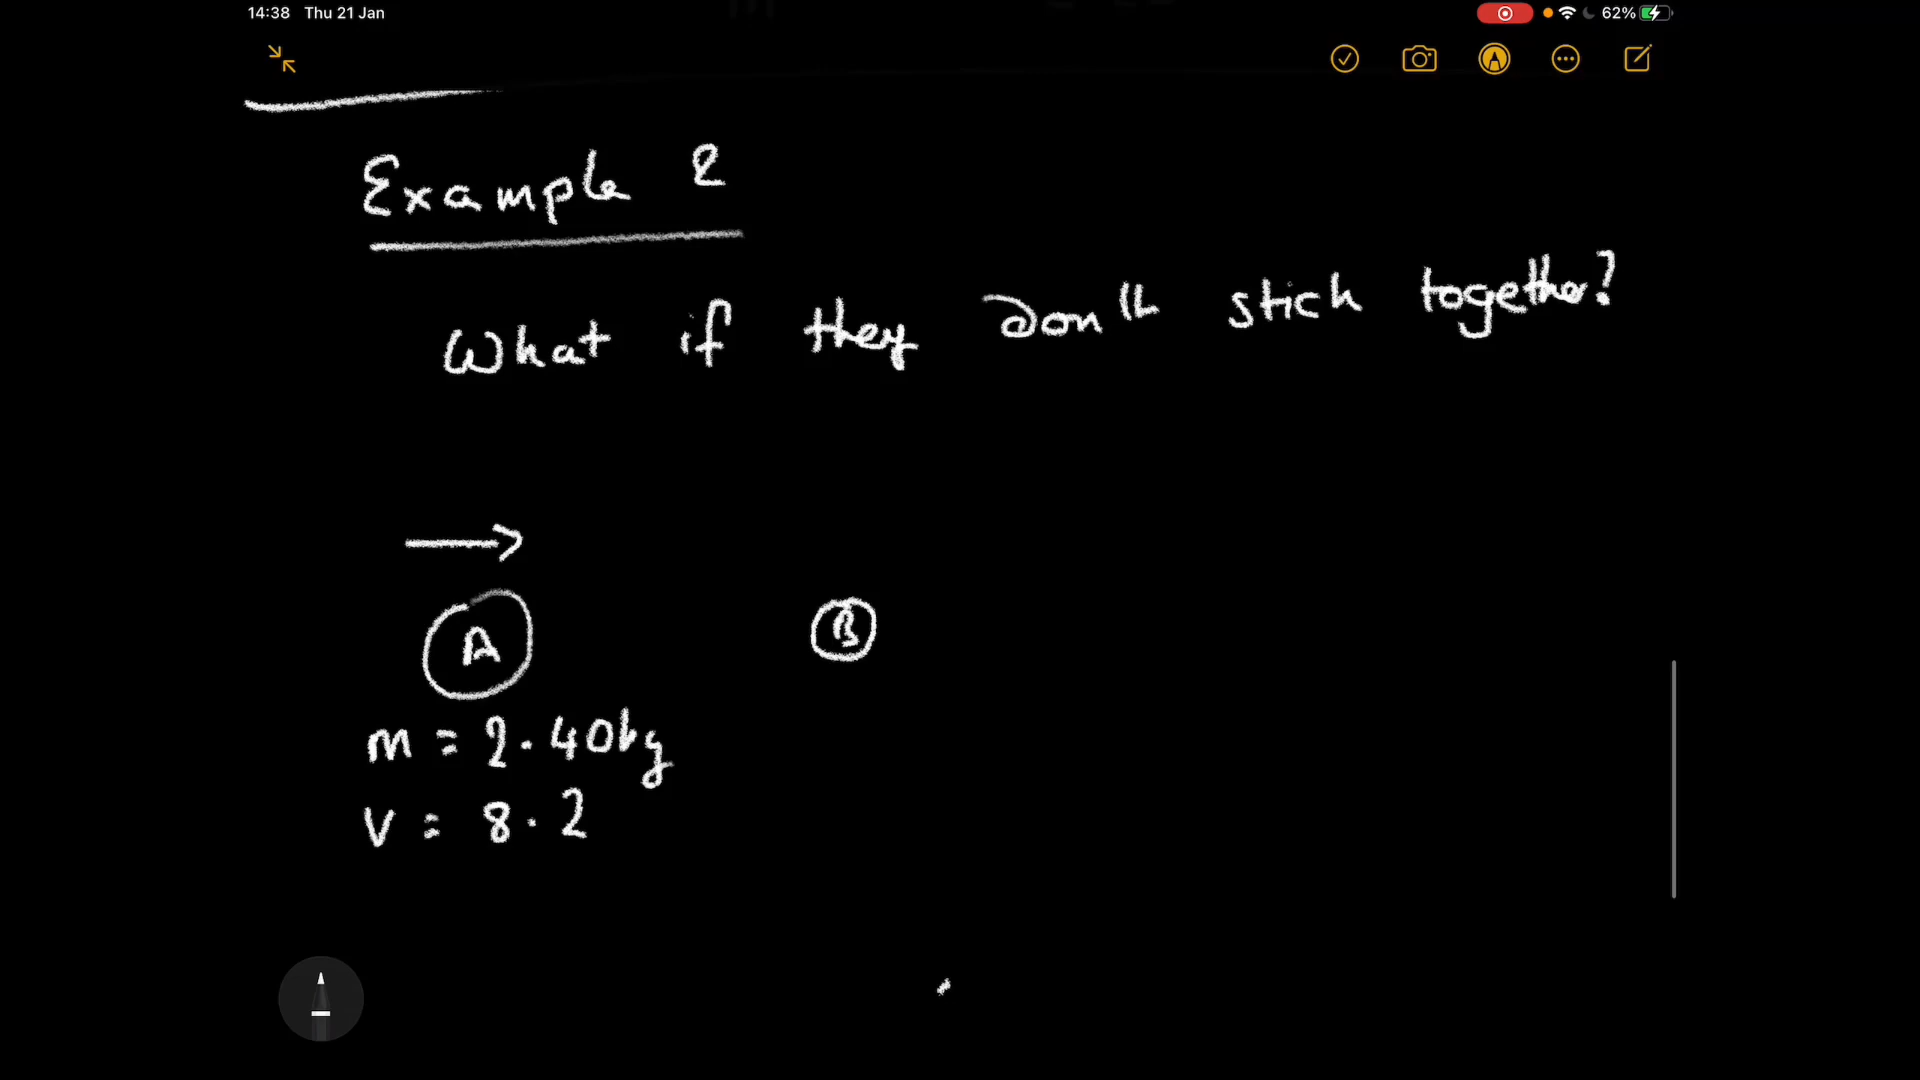 14:38 Thu 21 Jan 62%
Example 2
What if they don't stick together?
A B
m = 2.40kg
v = 8.2